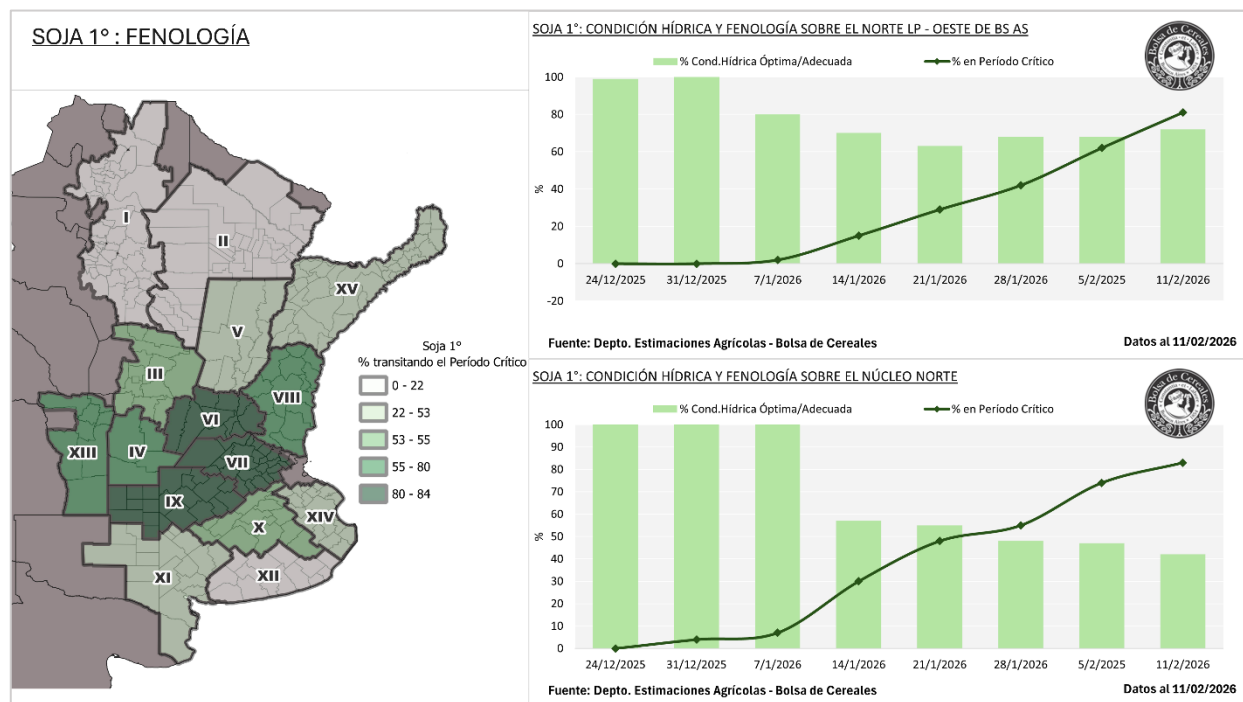 SOJA 1° : FENOLOGÍA
I
II
XV
V
III
VIII
VI
XIII
IV
VII
IX
XIV
X
XI
XII
Soja 1°
% transitando el Período Crítico
0 - 22
22 - 53
53 - 55
55 - 80
80 - 84
SOJA 1°: CONDICIÓN HÍDRICA Y FENOLOGÍA SOBRE EL NORTE LP - OESTE DE BS AS
% Cond.Hídrica Óptima/Adecuada
% en Período Crítico
Bolsa de Cereales
%
100
80
60
40
20
0
-20
24/12/2025 31/12/2025 7/1/2026 14/1/2026 21/1/2026 28/1/2026 5/2/2026 11/2/2026
Fuente: Depto. Estimaciones Agrícolas - Bolsa de Cereales
Datos al 11/02/2026
SOJA 1°: CONDICIÓN HÍDRICA Y FENOLOGÍA SOBRE EL NÚCLEO NORTE
% Cond.Hídrica Óptima/Adecuada
% en Período Crítico
Bolsa de Cereales
%
100
90
80
70
60
50
40
30
20
10
0
24/12/2025 31/12/2025 7/1/2026 14/1/2026 21/1/2026 28/1/2026 5/2/2026 11/2/2026
Fuente: Depto. Estimaciones Agrícolas - Bolsa de Cereales
Datos al 11/02/2026